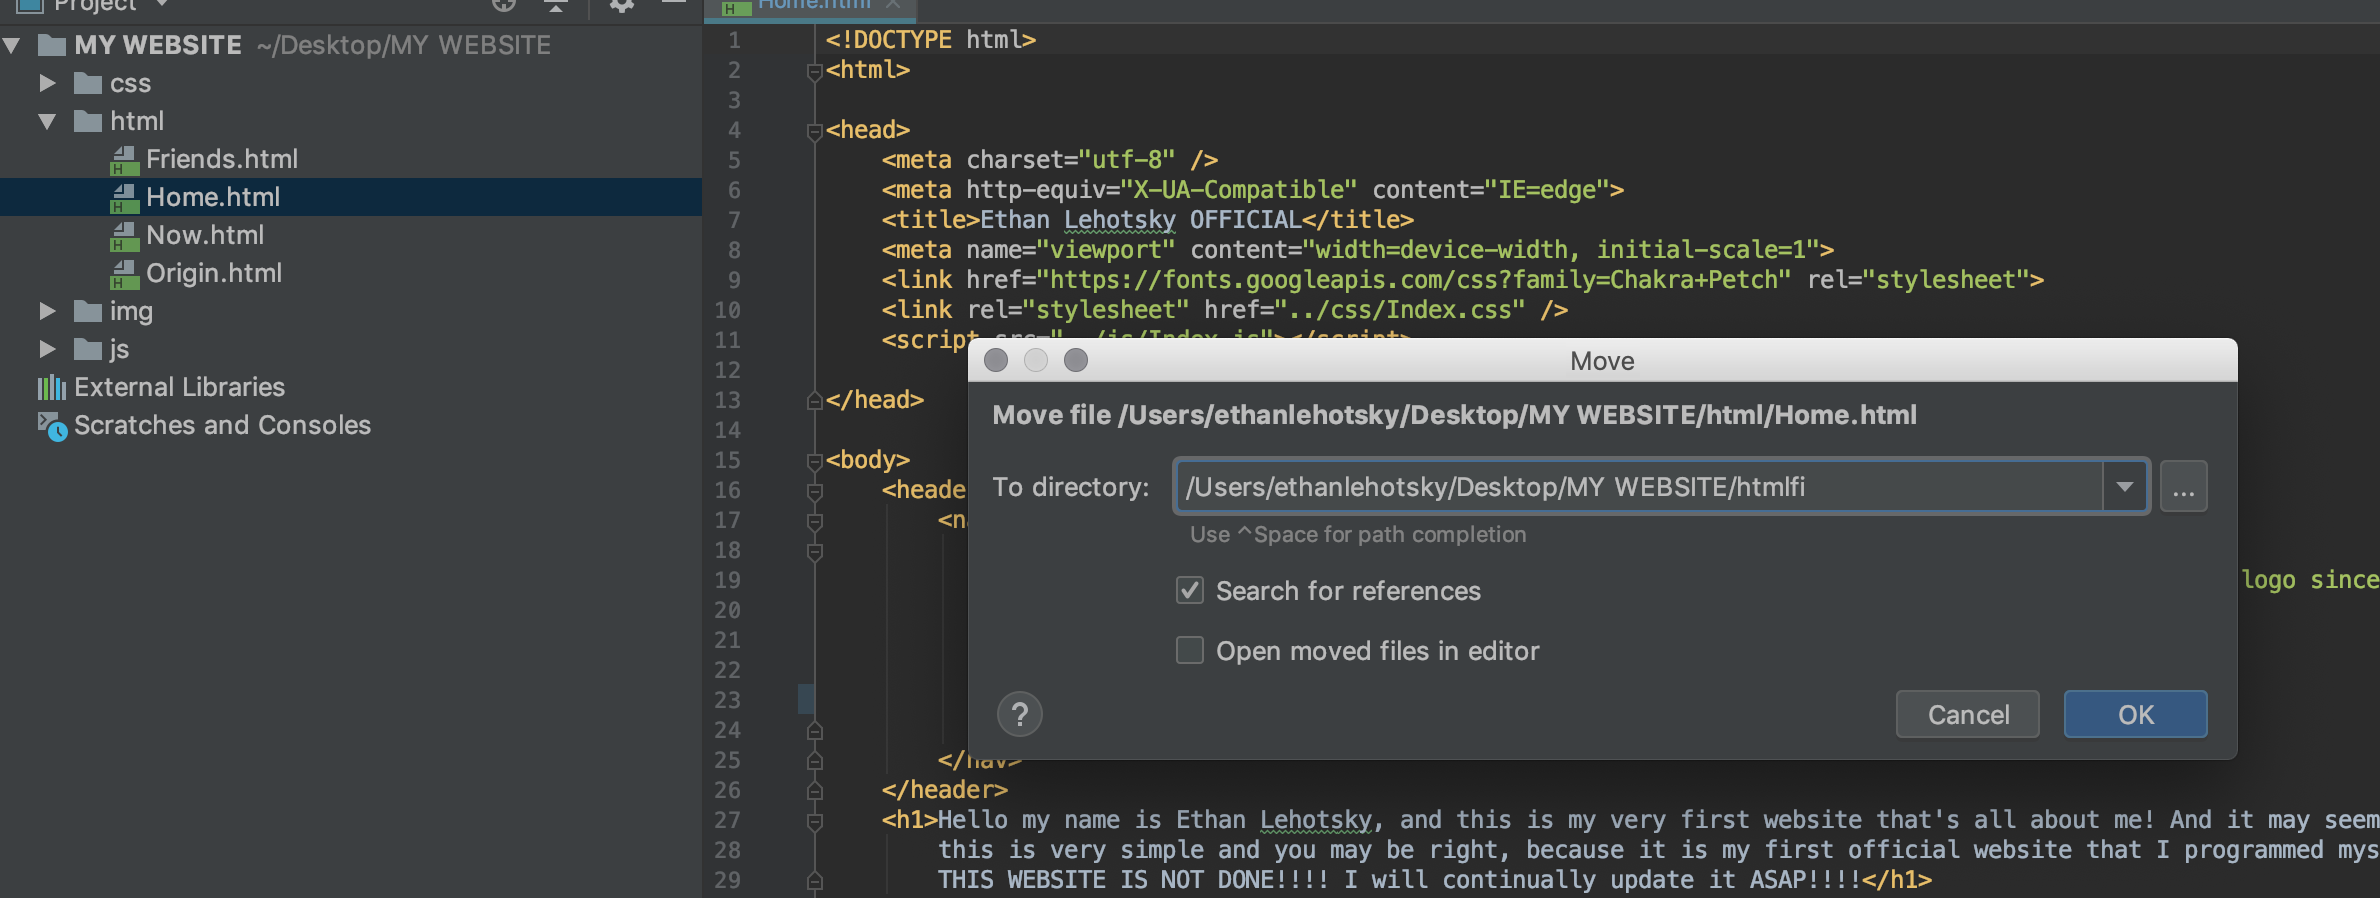 Project
MY WEBSITE ~/Desktop/MY WEBSITE
css
html
Friends.html
Home.html
Now.html
Origin.html
img
js
External Libraries
Scratches and Consoles
Home.html
1 <!DOCTYPE html>
2 <html>
3
4 <head>
5 <meta charset="utf-8" />
6 <meta http-equiv="X-UA-Compatible" content="IE=edge">
7 <title>Ethan Lehotsky OFFICIAL</title>
8 <meta name="viewport" content="width=device-width, initial-scale=1">
9 <link href="https://fonts.googleapis.com/css?family=Chakra+Petch" rel="stylesheet">
10 <link rel="stylesheet" href="../css/Index.css" />
11 <script src="../js/Index.js"></script>
12
13 </head>
14
15 <body>
16 <heade
17 <na
18
19 logo since
20
21
22
23
24
25 </nav>
26 </header>
27 <h1>Hello my name is Ethan Lehotsky, and this is my very first website that's all about me! And it may seem
28 this is very simple and you may be right, because it is my first official website that I programmed mys
29 THIS WEBSITE IS NOT DONE!!!! I will continually update it ASAP!!!!</h1>
Move
Move file /Users/ethanlehotsky/Desktop/MY WEBSITE/html/Home.html
To directory: /Users/ethanlehotsky/Desktop/MY WEBSITE/htmlfi ...
Use ^Space for path completion
Search for references
Open moved files in editor
? Cancel OK